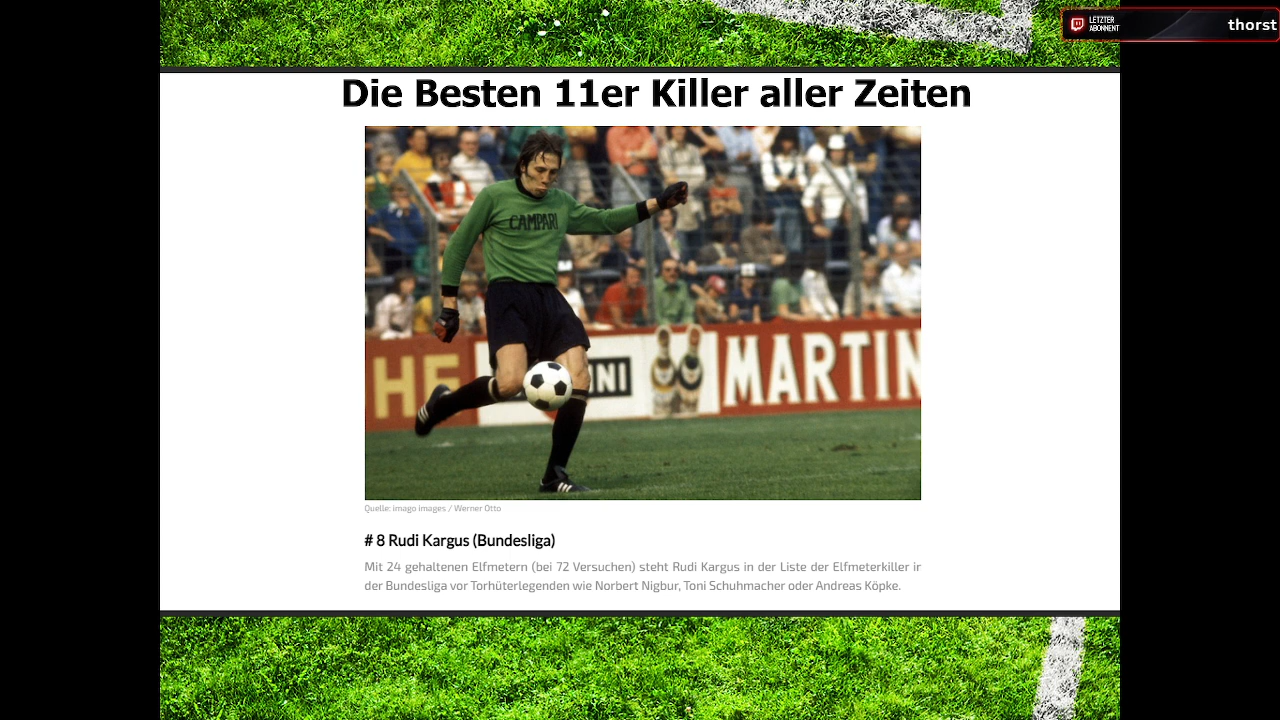 LETZTER
ABONNENT
thorst
Die Besten 11er Killer aller Zeiten
CAMPARI
HE
INI
MARTIN
Quelle: imago images / Werner Otto
# 8 Rudi Kargus (Bundesliga)
Mit 24 gehaltenen Elfmetern (bei 72 Versuchen) steht Rudi Kargus in der Liste der Elfmeterkiller ir
der Bundesliga vor Torhüterlegenden wie Norbert Nigbur, Toni Schuhmacher oder Andreas Köpke.